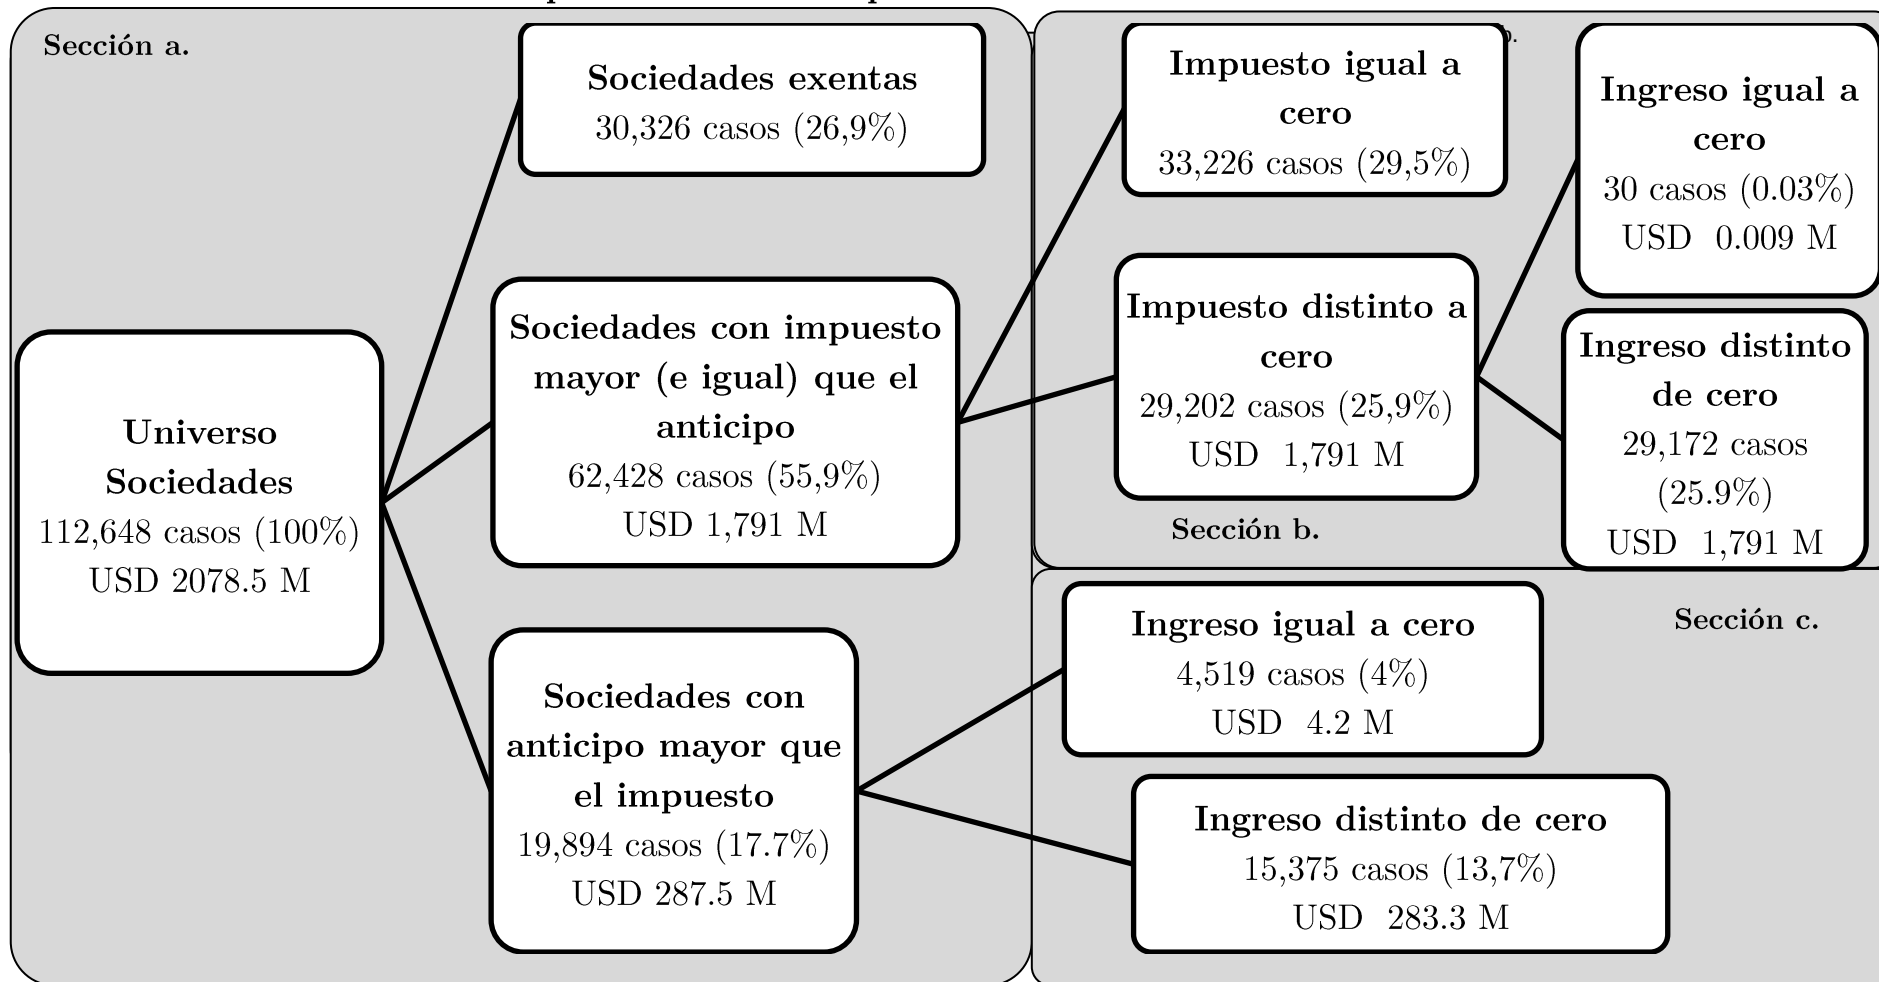 Sección a.
Sociedades exentas
30,326 casos (26,9%)
Universo
Sociedades
112,648 casos (100%)
USD 2078.5 M
Sociedades con impuesto
mayor (e igual) que el
anticipo
62,428 casos (55,9%)
USD 1,791 M
Sociedades con
anticipo mayor que
el impuesto
19,894 casos (17.7%)
USD 287.5 M
Impuesto igual a
cero
33,226 casos (29,5%)
Impuesto distinto a
cero
29,202 casos (25,9%)
USD 1,791 M
Sección b.
Ingreso igual a
cero
30 casos (0.03%)
USD 0.009 M
Ingreso distinto
de cero
29,172 casos
(25.9%)
USD 1,791 M
Sección c.
Ingreso igual a cero
4,519 casos (4%)
USD 4.2 M
Ingreso distinto de cero
15,375 casos (13,7%)
USD 283.3 M